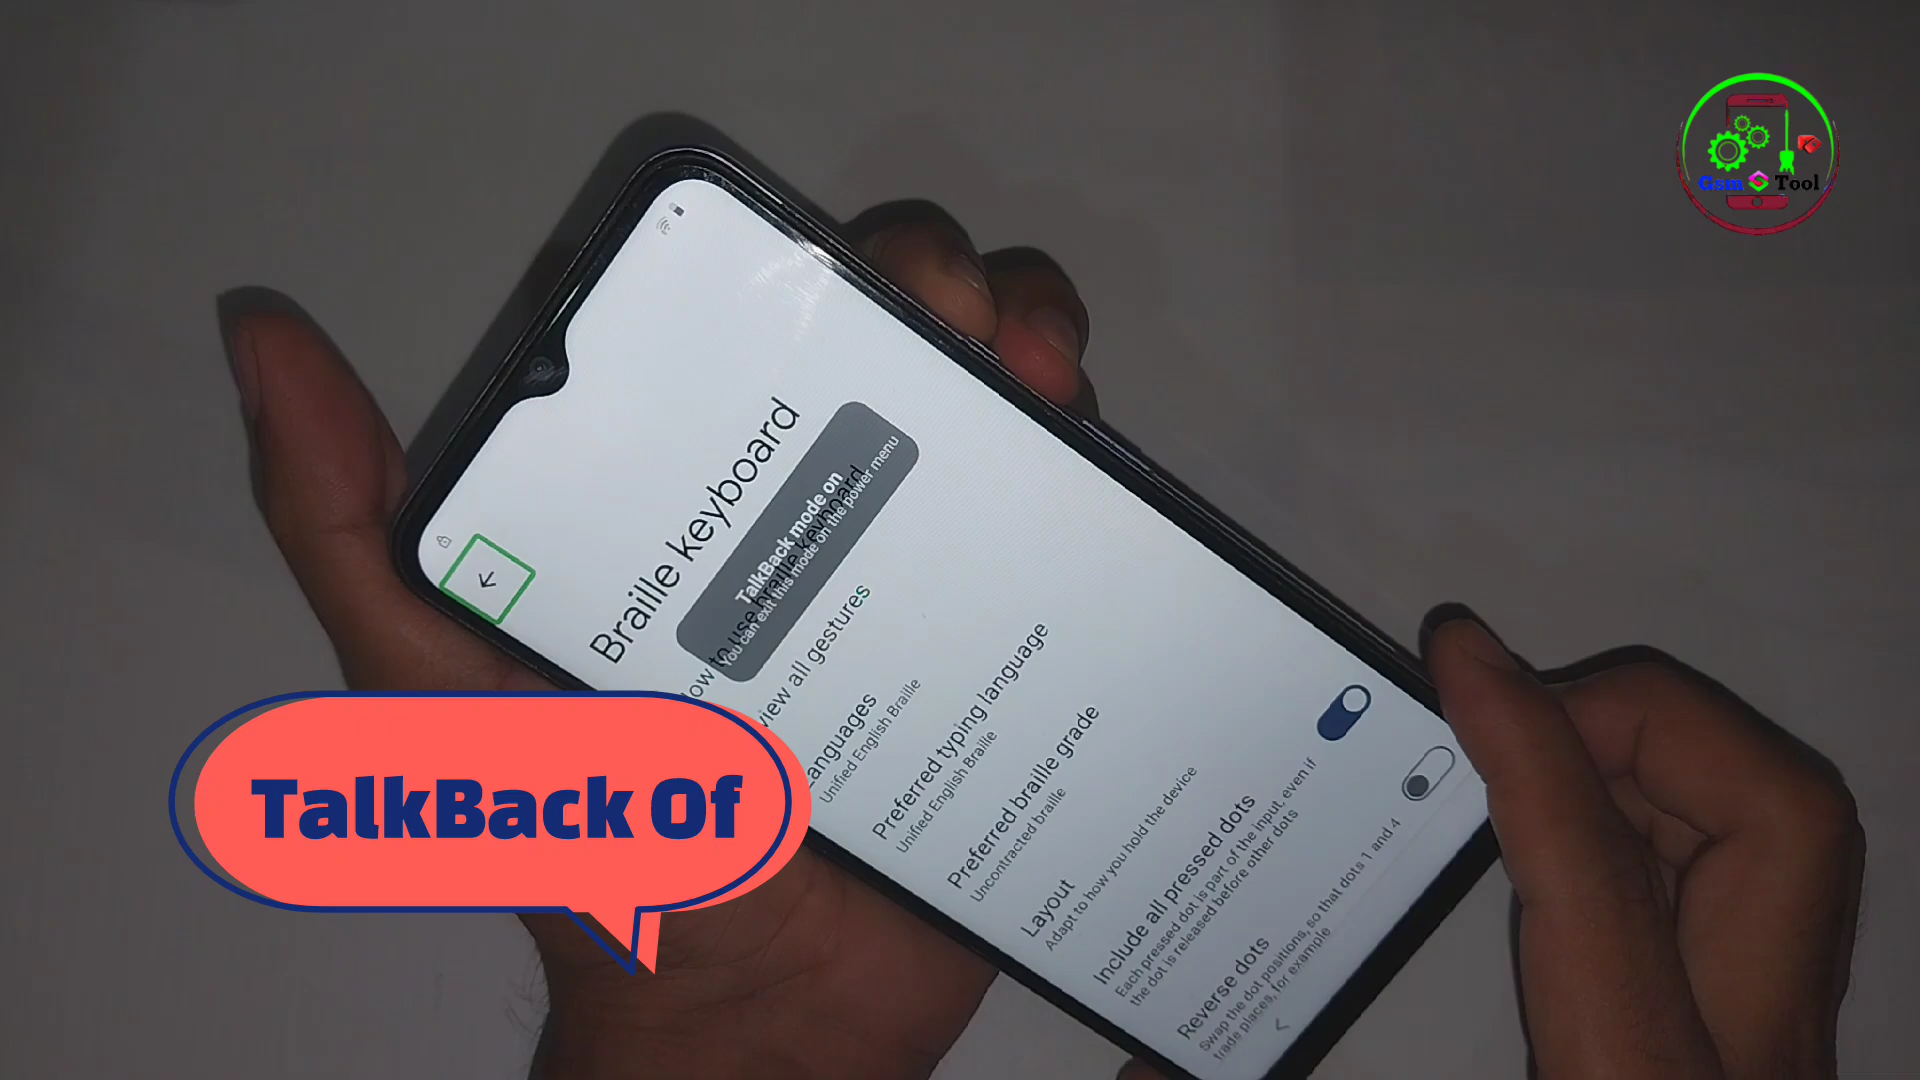 Gsm Tool
Braille keyboard
TalkBack mode on
You can exit this mode on the power menu
How to use braille keyboard
View all gestures
Languages
Unified English Braille
Preferred typing language
Unified English Braille
Preferred braille grade
Uncontracted braille
Layout
Adapt to how you hold the device
Include all pressed dots
Each pressed dot is part of the input, even if
the dot is released before other dots
Reverse dots
Swap the dot positions, so that dots 1 and 4
trade places, for example
TalkBack Of